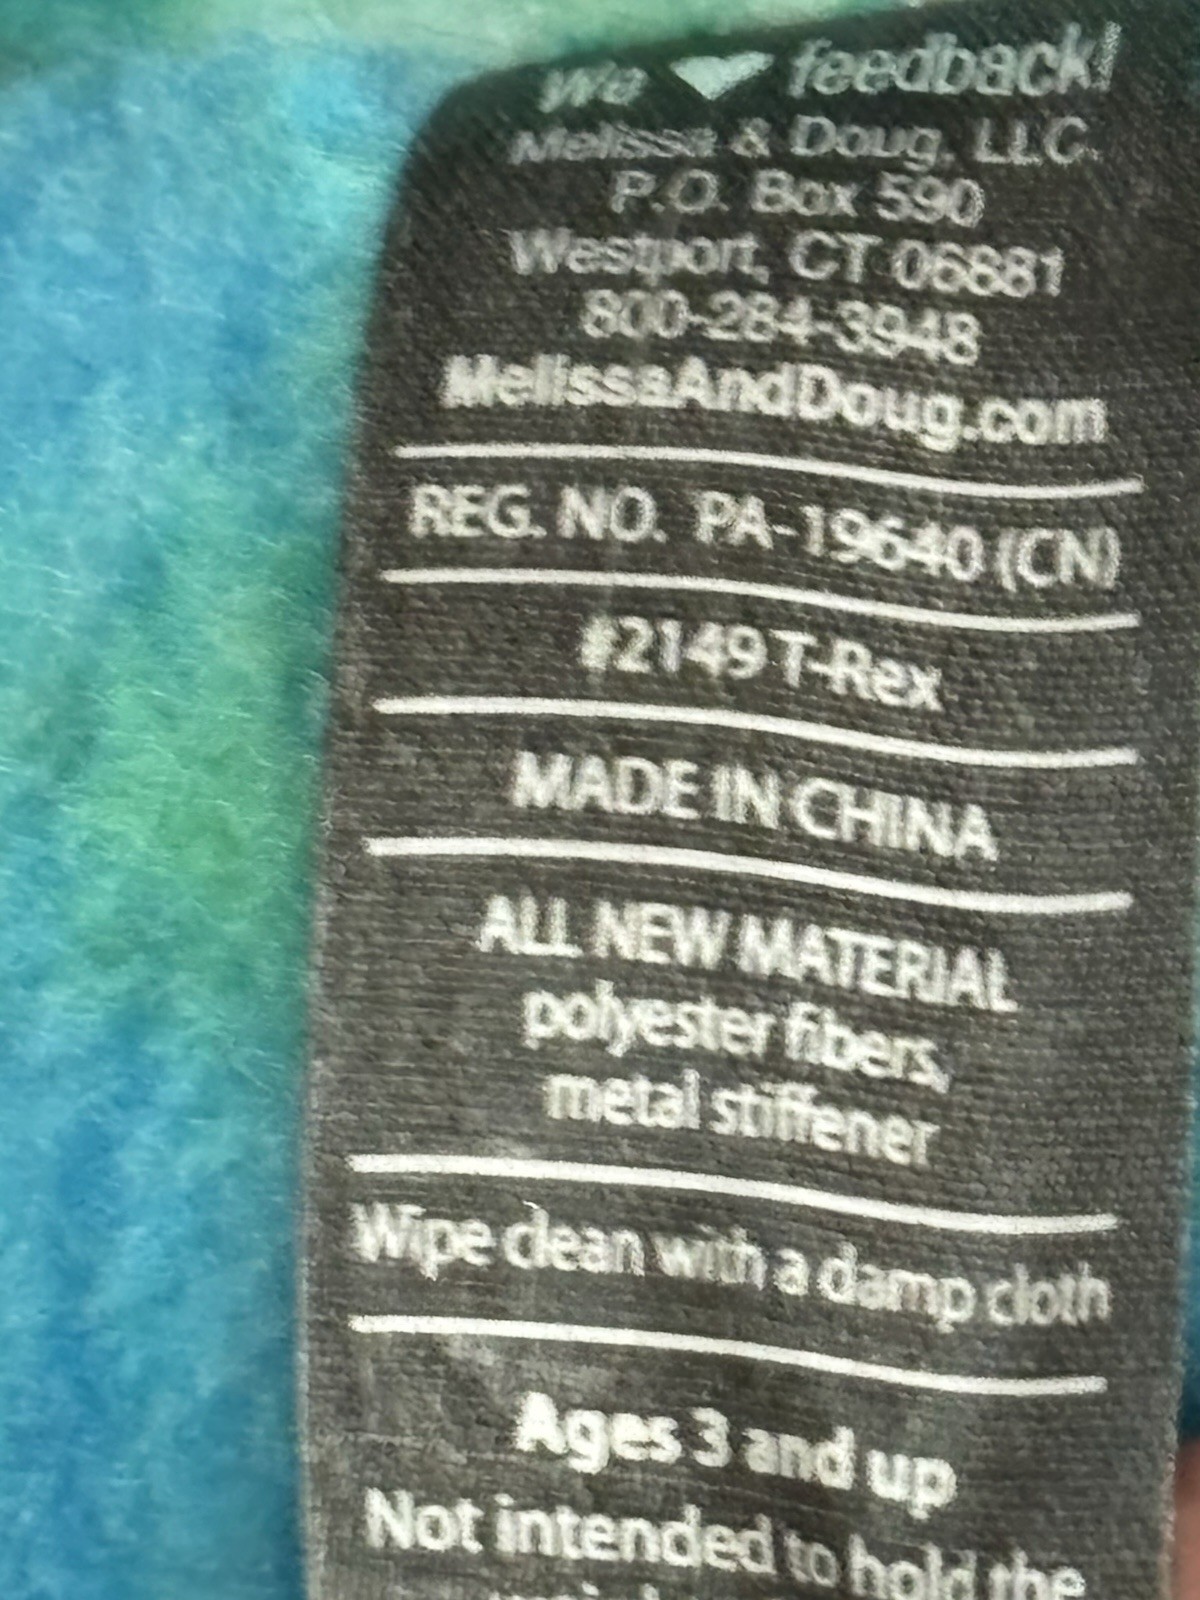 We ♥ feedback!
Melissa & Doug, LLC.
P.O. Box 590
Westport, CT 06881
800-284-3948
MelissaAndDoug.com
REG. NO. PA-19640 (CN)
#2149 T-Rex
MADE IN CHINA
ALL NEW MATERIAL
polyester fibers,
metal stiffener
Wipe clean with a damp cloth
Ages 3 and up
Not intended to hold the